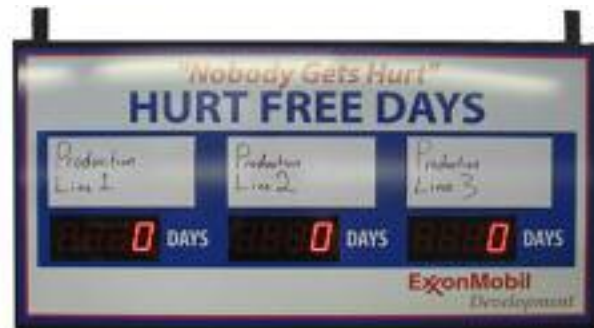 "Nobody Gets Hurt"
HURT FREE DAYS
Production Line 1
Production Line 2
Production Line 3
0 DAYS
0 DAYS
0 DAYS
ExxonMobil
Development